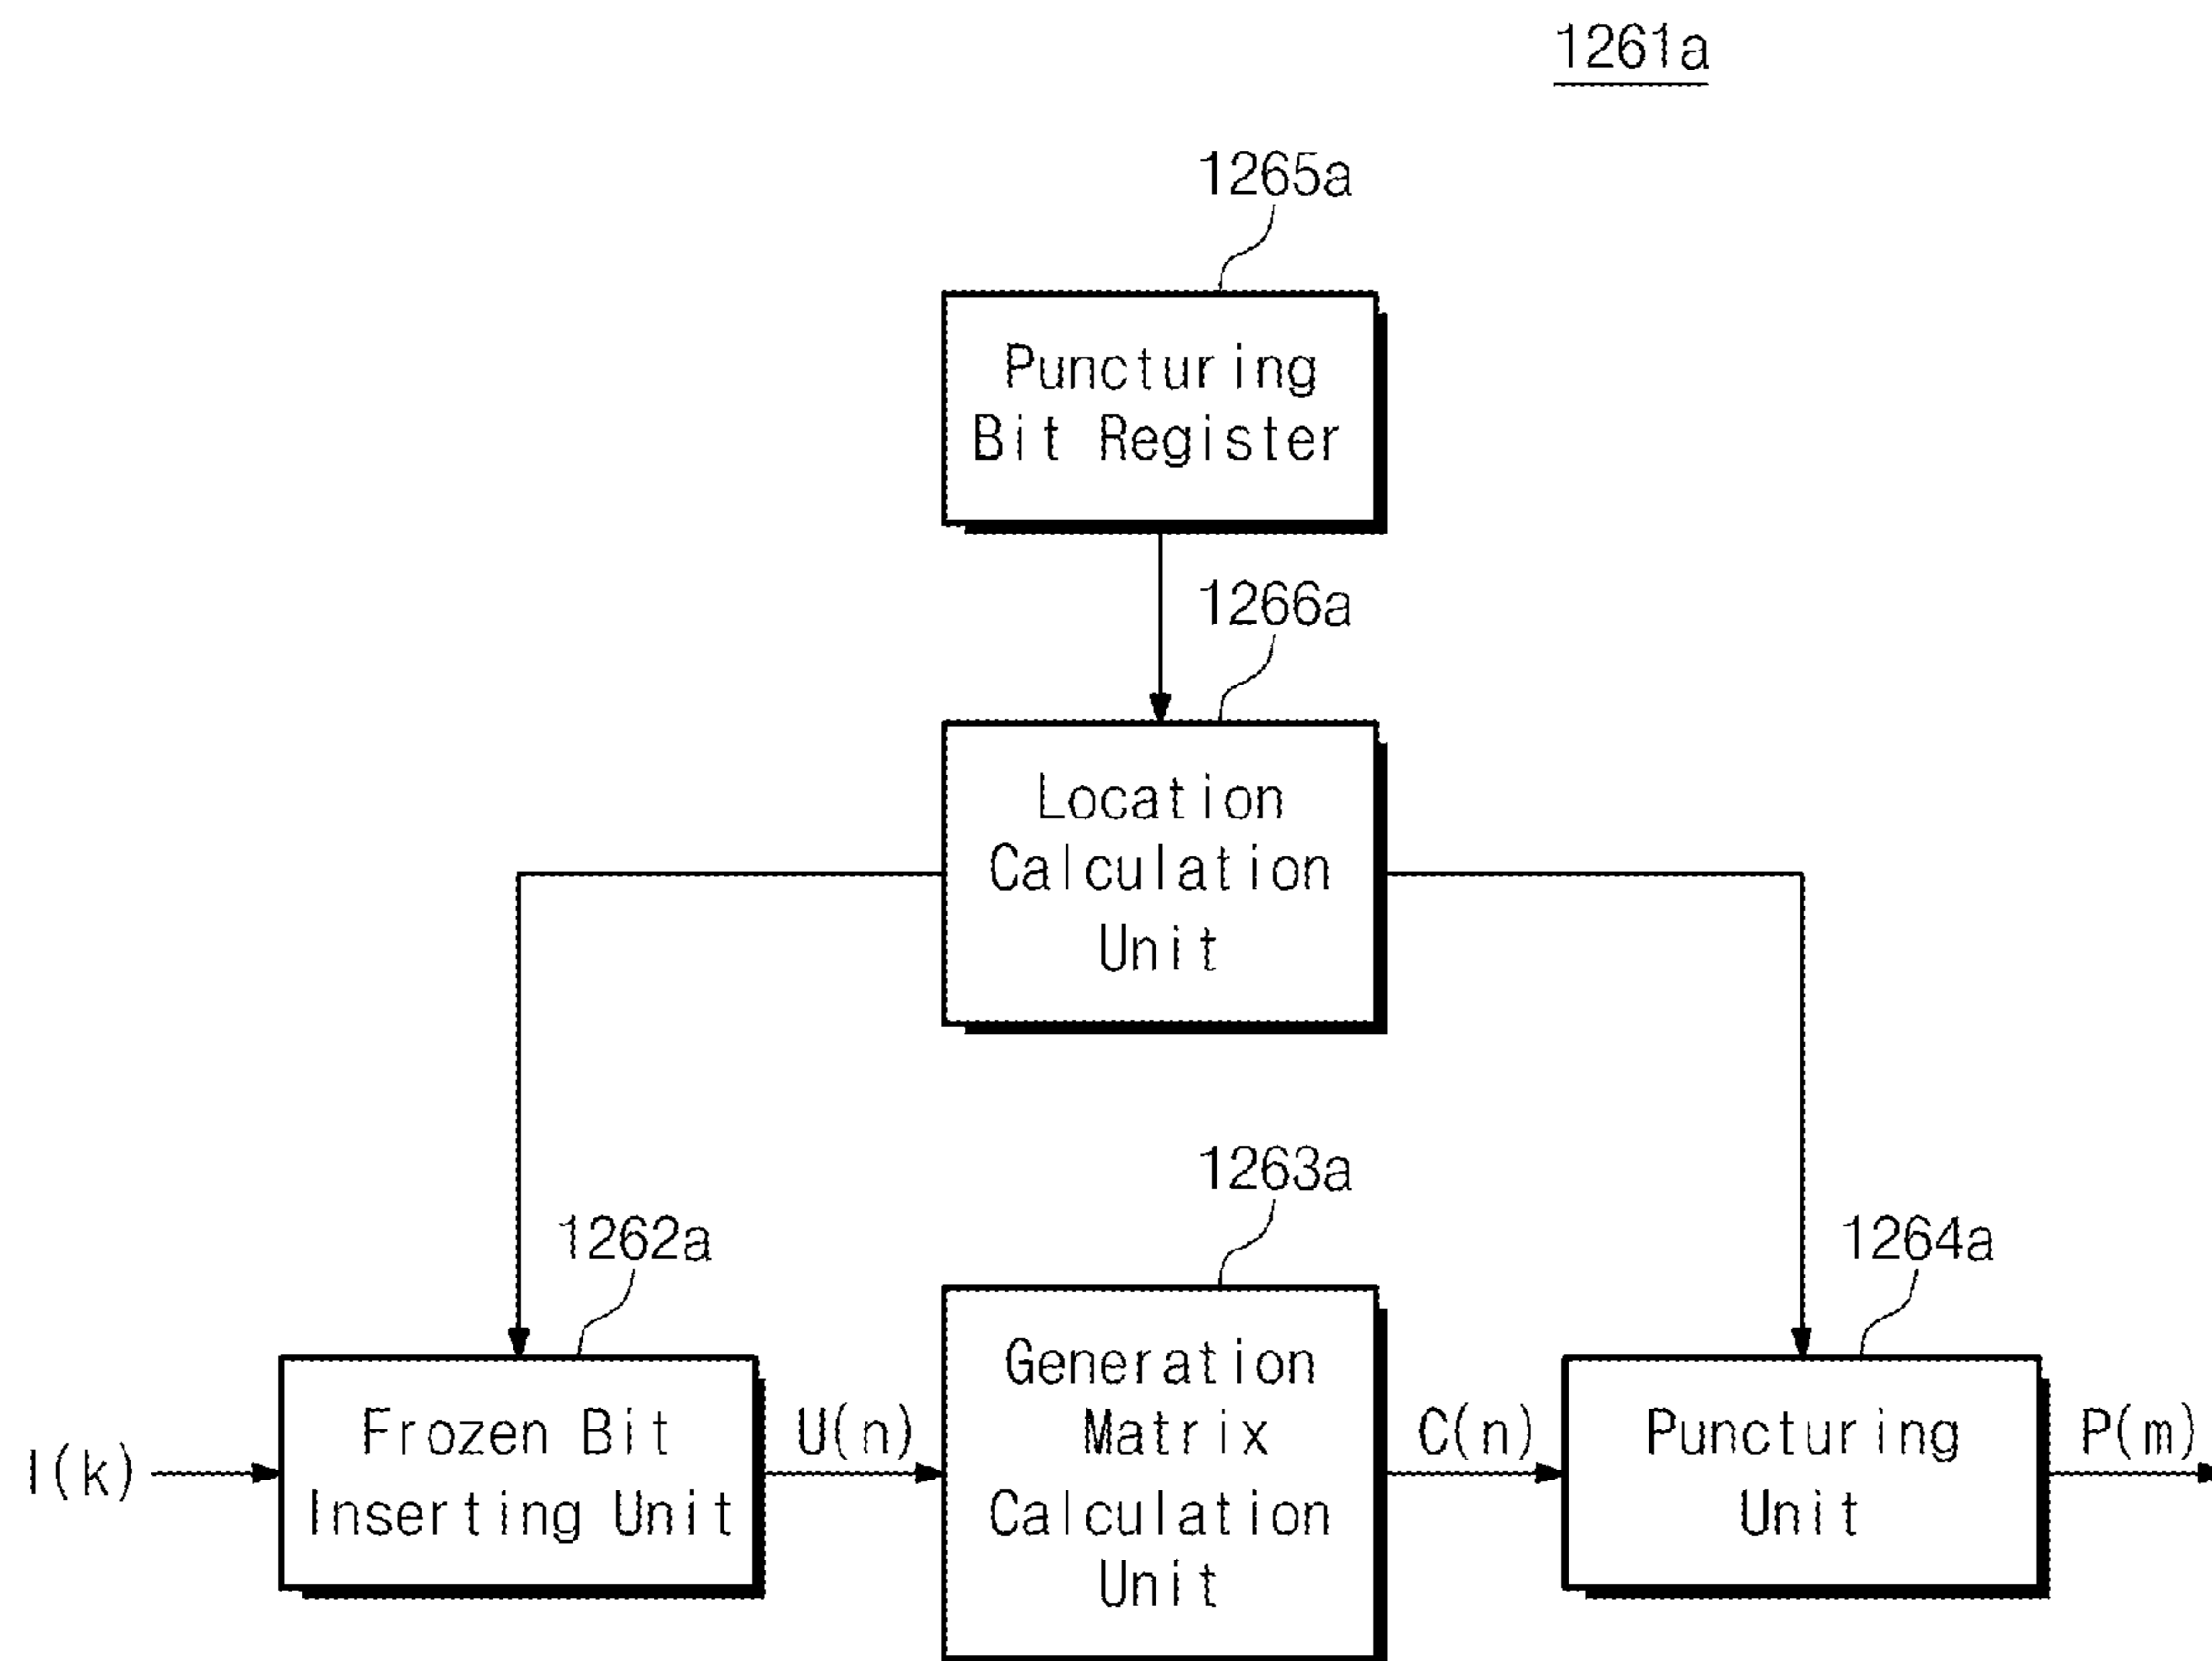 1261a
1265a
Puncturing
Bit Register
1266a
Location
Calculation
Unit
1263a
1262a
1264a
Generation
Matrix
Calculation
Unit
Frozen Bit
Inserting Unit
Puncturing
Unit
I(k)
U(n)
C(n)
P(m)